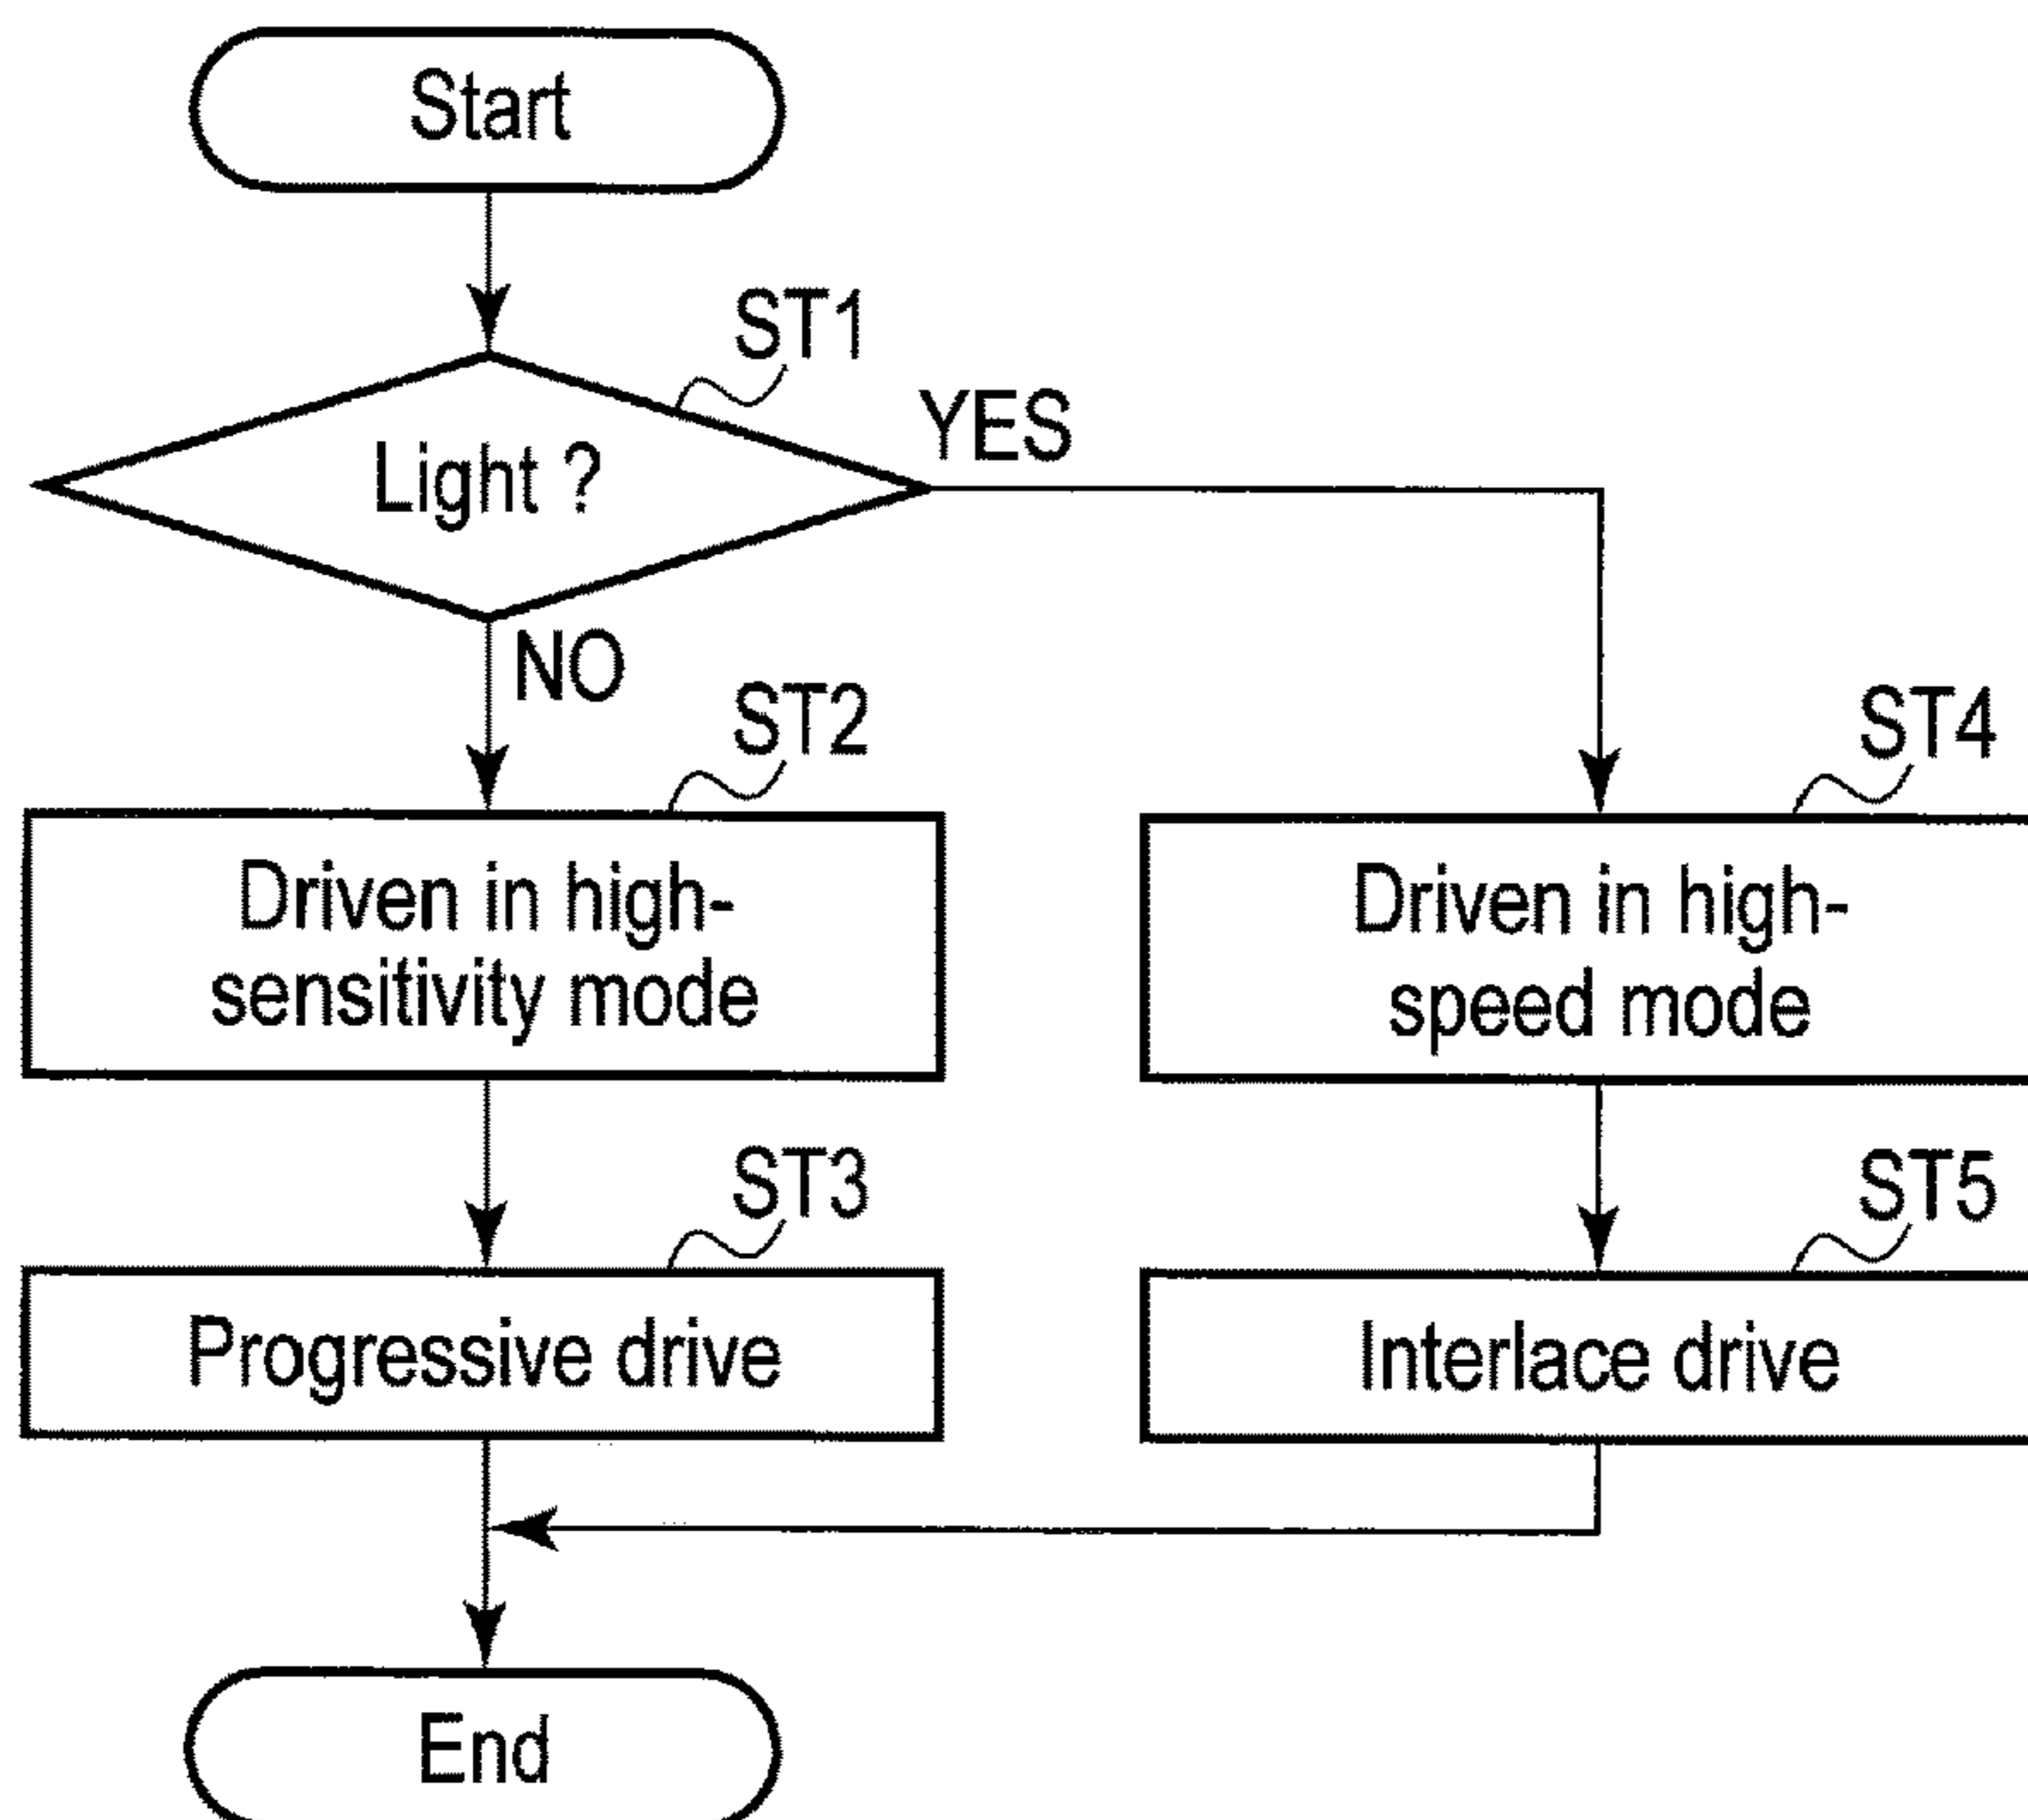 Start
ST1
Light ?
YES
NO
ST2
Driven in high-
sensitivity mode
ST4
Driven in high-
speed mode
ST3
Progressive drive
ST5
Interlace drive
End